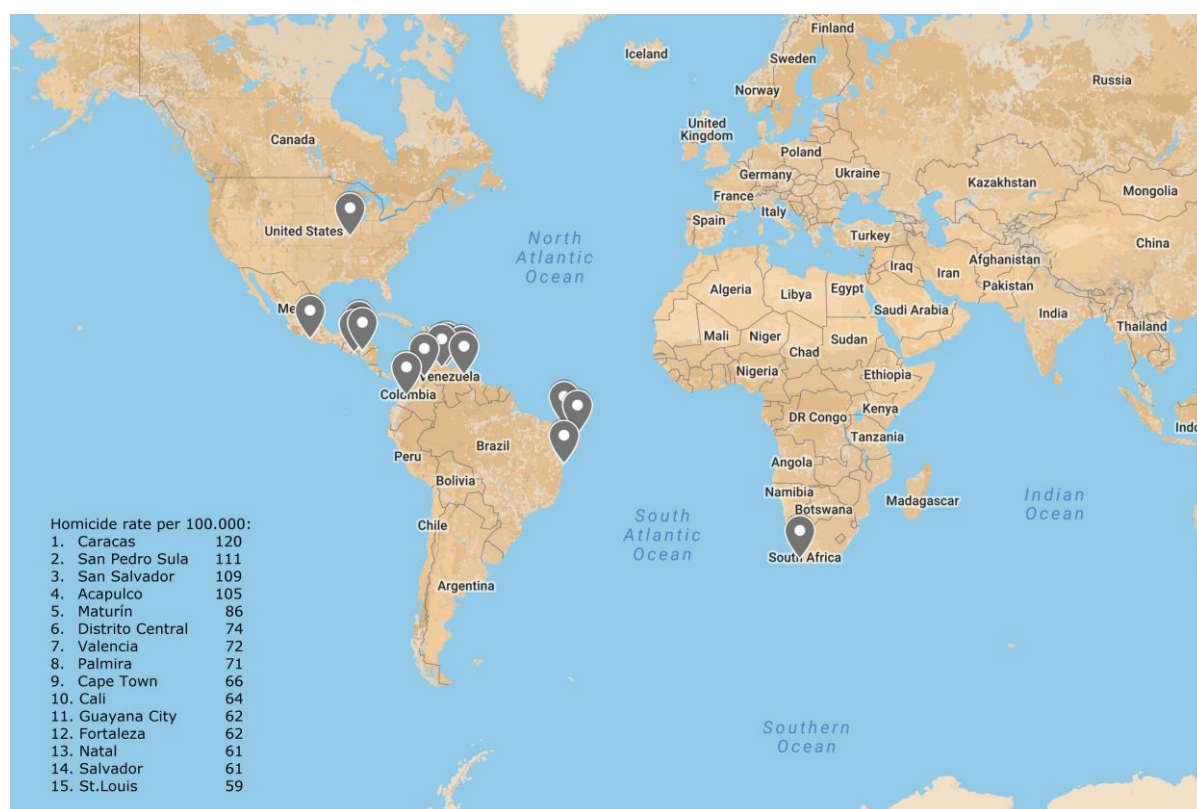 Finland
Iceland
Sweden
Russia
Norway
Canada
United
Kingdom
Poland
Germany
Ukraine
Kazakhstan
Mongolia
France
Italy
Spain
United States
North
Atlantic
Ocean
Turkey
China
Afghanistan
Iraq
Iran
Pakistan
Algeria
Libya
Egypt
Saudi Arabia
India
Me
Mali
Niger
Sudan
Thailand
Chad
Nigeria
Ethiopia
Venezuela
Colombia
DR Congo
Kenya
Indo
Tanzania
Brazil
Peru
Angola
Bolivia
Namibia
Botswana
Madagascar
Indian
Ocean
South
Atlantic
Ocean
Chile
South Africa
Argentina
Homicide rate per 100.000:
1. Caracas 120
2. San Pedro Sula 111
3. San Salvador 109
4. Acapulco 105
5. Maturín 86
6. Distrito Central 74
7. Valencia 72
8. Palmira 71
9. Cape Town 66
10. Cali 64
11. Guayana City 62
12. Fortaleza 62
13. Natal 61
14. Salvador 61
15. St.Louis 59
Southern
Ocean